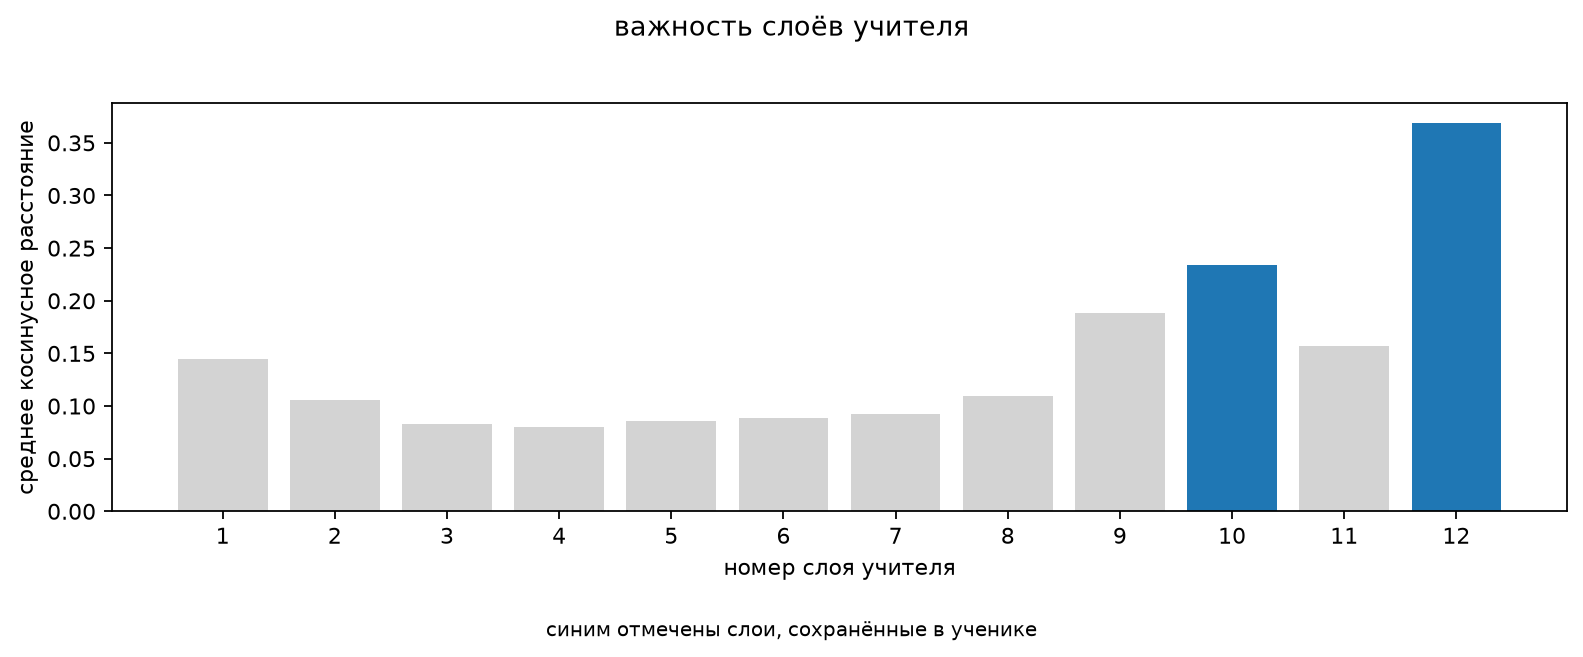 важность слоёв учителя
среднее косинусное расстояние
0.35
0.30
0.25
0.20
0.15
0.10
0.05
0.00
1 2 3 4 5 6 7 8 9 10 11 12
номер слоя учителя
синим отмечены слои, сохранённые в ученике